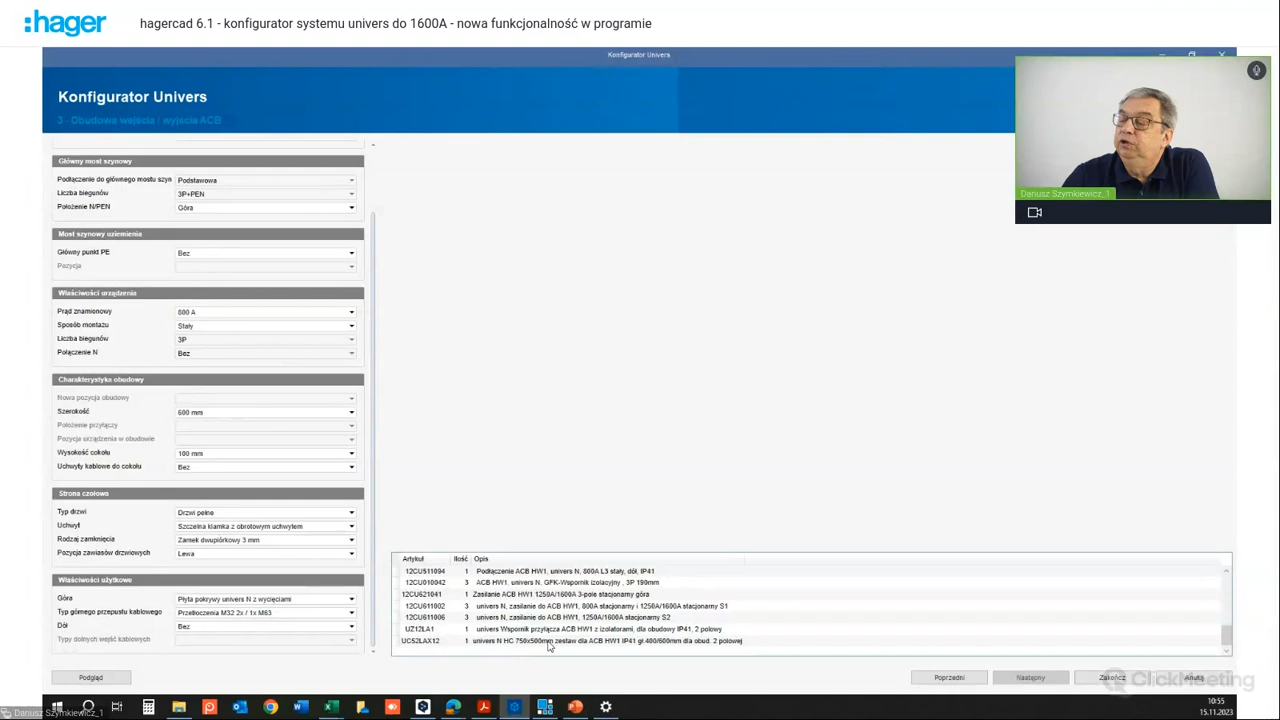 :hager
hagercad 6.1 - konfigurator systemu univers do 1600A - nowa funkcjonalność w programie
Konfigurator Univers
Konfigurator Univers
3 - Obudowa wejścia / wyjścia ACB
Dariusz Szymkiewicz_1
Główny most szynowy
Podłączenie do głównego mostu szyn Podstawowa
Liczba biegunów 3P+PEN
Położenie N/PEN Góra
Most szynowy uziemienia
Główny punkt PE Bez
Pozycja
Właściwości urządzenia
Prąd znamionowy 800 A
Sposób montażu Stały
Liczba biegunów 3P
Połączenie N Bez
Charakterystyka obudowy
Nowa pozycja obudowy
Szerokość 600 mm
Położenie przyłączy
Pozycja urządzenia w obudowie
Wysokość cokołu 100 mm
Uchwyty kablowe do cokołu Bez
Strona czołowa
Typ drzwi Drzwi pełne
Uchwyt Szczelna klamka z obrotowym uchwytem
Rodzaj zamknięcia Zamek dwupiórkowy 3 mm
Pozycja zawiasów drzwiowych Lewa
Właściwości użytkowe
Góra Płyta pokrywy univers N z wycięciami
Typ górnego przepustu kablowego Przetłoczenia M32 2x / 1x M63
Dół Bez
Typy dolnych wejść kablowych
Artykuł Ilość Opis
12CU511094 1 Podłączenie ACB HW1, univers N, 800A L3 stały, dół, IP41
12CU010042 3 ACB HW1, univers N, GFK-Wspornik izolacyjny , 3P 190mm
12CU621041 1 Zasilanie ACB HW1 1250A/1600A 3-pole stacjonarny góra
12CU611002 3 univers N, zasilanie do ACB HW1, 800A stacjonarny i 1250A/1600A stacjonarny S1
12CU611006 3 univers N, zasilanie do ACB HW1, 1250A/1600A stacjonarny S2
UZ12LA1 1 univers Wspornik przyłącza ACB HW1 z izolatorami, dla obudowy IP41, 2 polowy
UC52LAX12 1 univers N HC 750x500mm zestaw dla ACB HW1 IP41 gł.400/600mm dla obud. 2 polowej
Podgląd
Poprzedni
Następny
Zakończ
Anuluj
ClickMeeting
Dariusz Szymkiewicz_1
10:55
15.11.2023